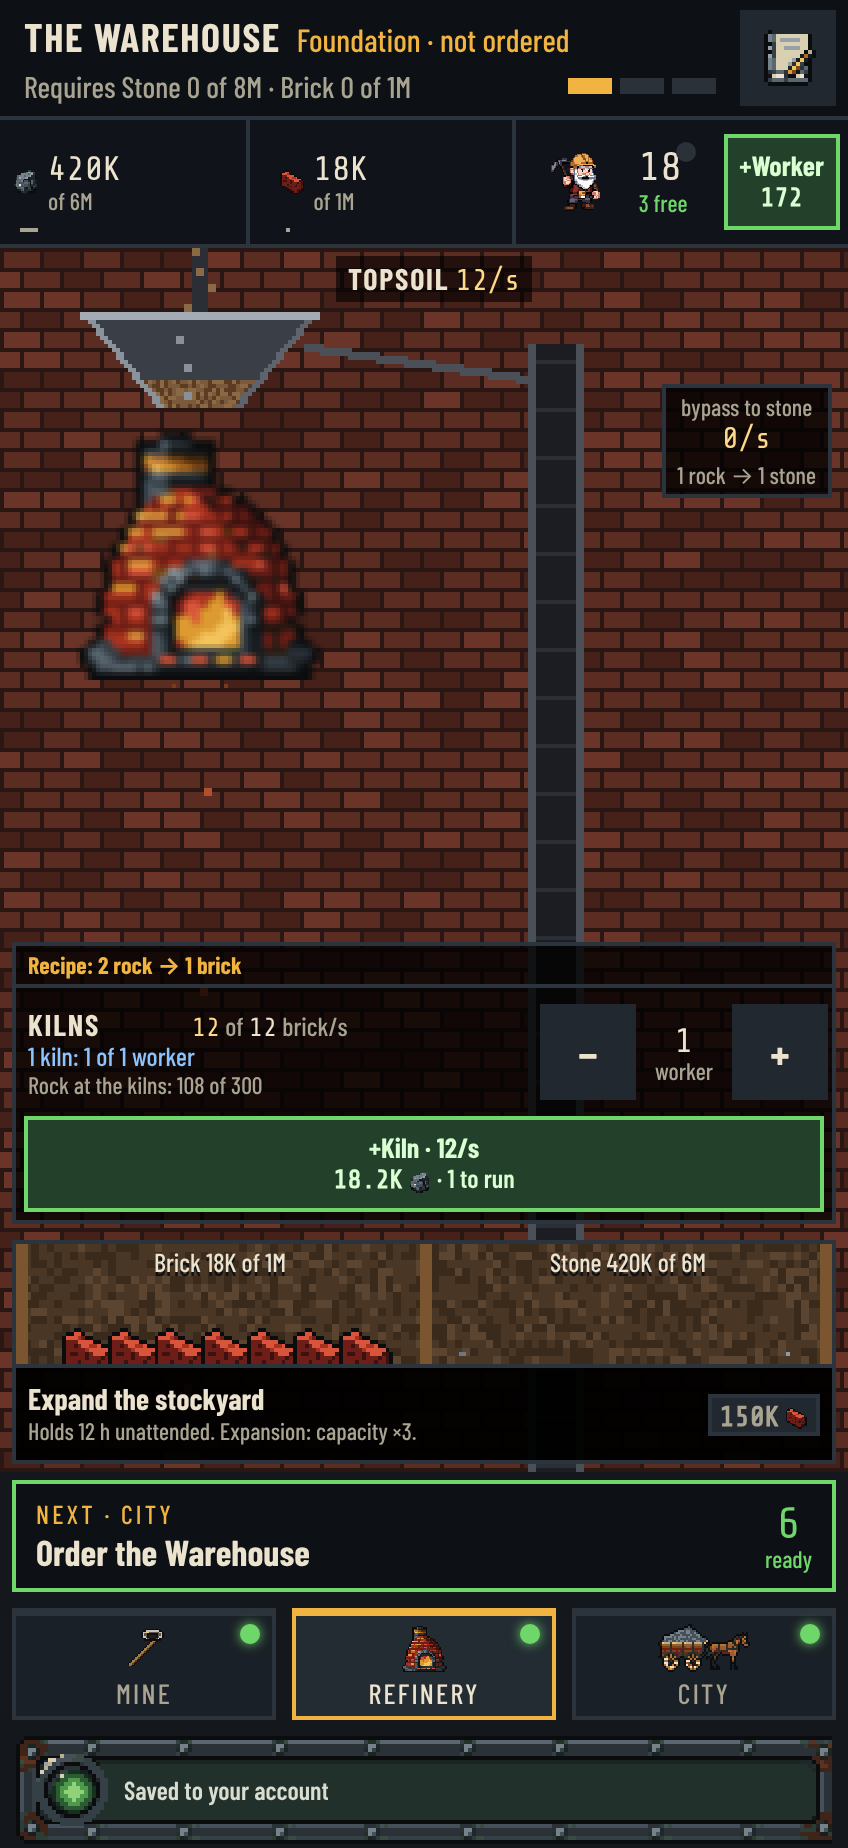 THE WAREHOUSE Foundation · not ordered
Requires Stone 0 of 8M · Brick 0 of 1M
420K
of 6M
18K
of 1M
18
3 free
+Worker
172
TOPSOIL 12/s
bypass to stone
0/s
1 rock → 1 stone
Recipe: 2 rock → 1 brick
KILNS 12 of 12 brick/s
1 kiln: 1 of 1 worker
Rock at the kilns: 108 of 300
−
1
worker
+
+Kiln · 12/s
18.2K · 1 to run
Brick 18K of 1M
Stone 420K of 6M
Expand the stockyard
Holds 12 h unattended. Expansion: capacity ×3.
150K
NEXT · CITY
Order the Warehouse
6
ready
MINE
REFINERY
CITY
Saved to your account